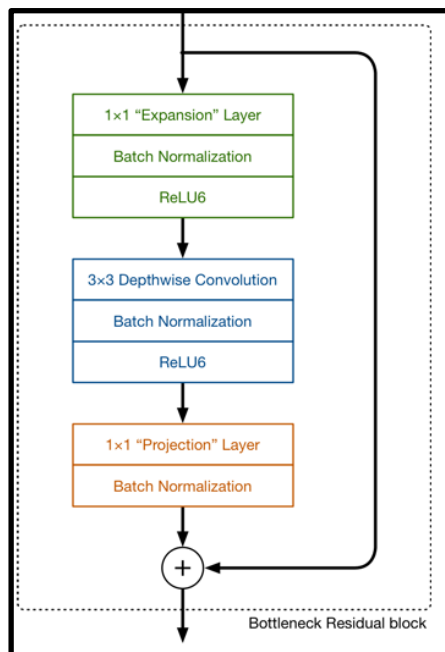 1×1 “Expansion” Layer
Batch Normalization
ReLU6
3×3 Depthwise Convolution
Batch Normalization
ReLU6
1×1 “Projection” Layer
Batch Normalization
+
Bottleneck Residual block